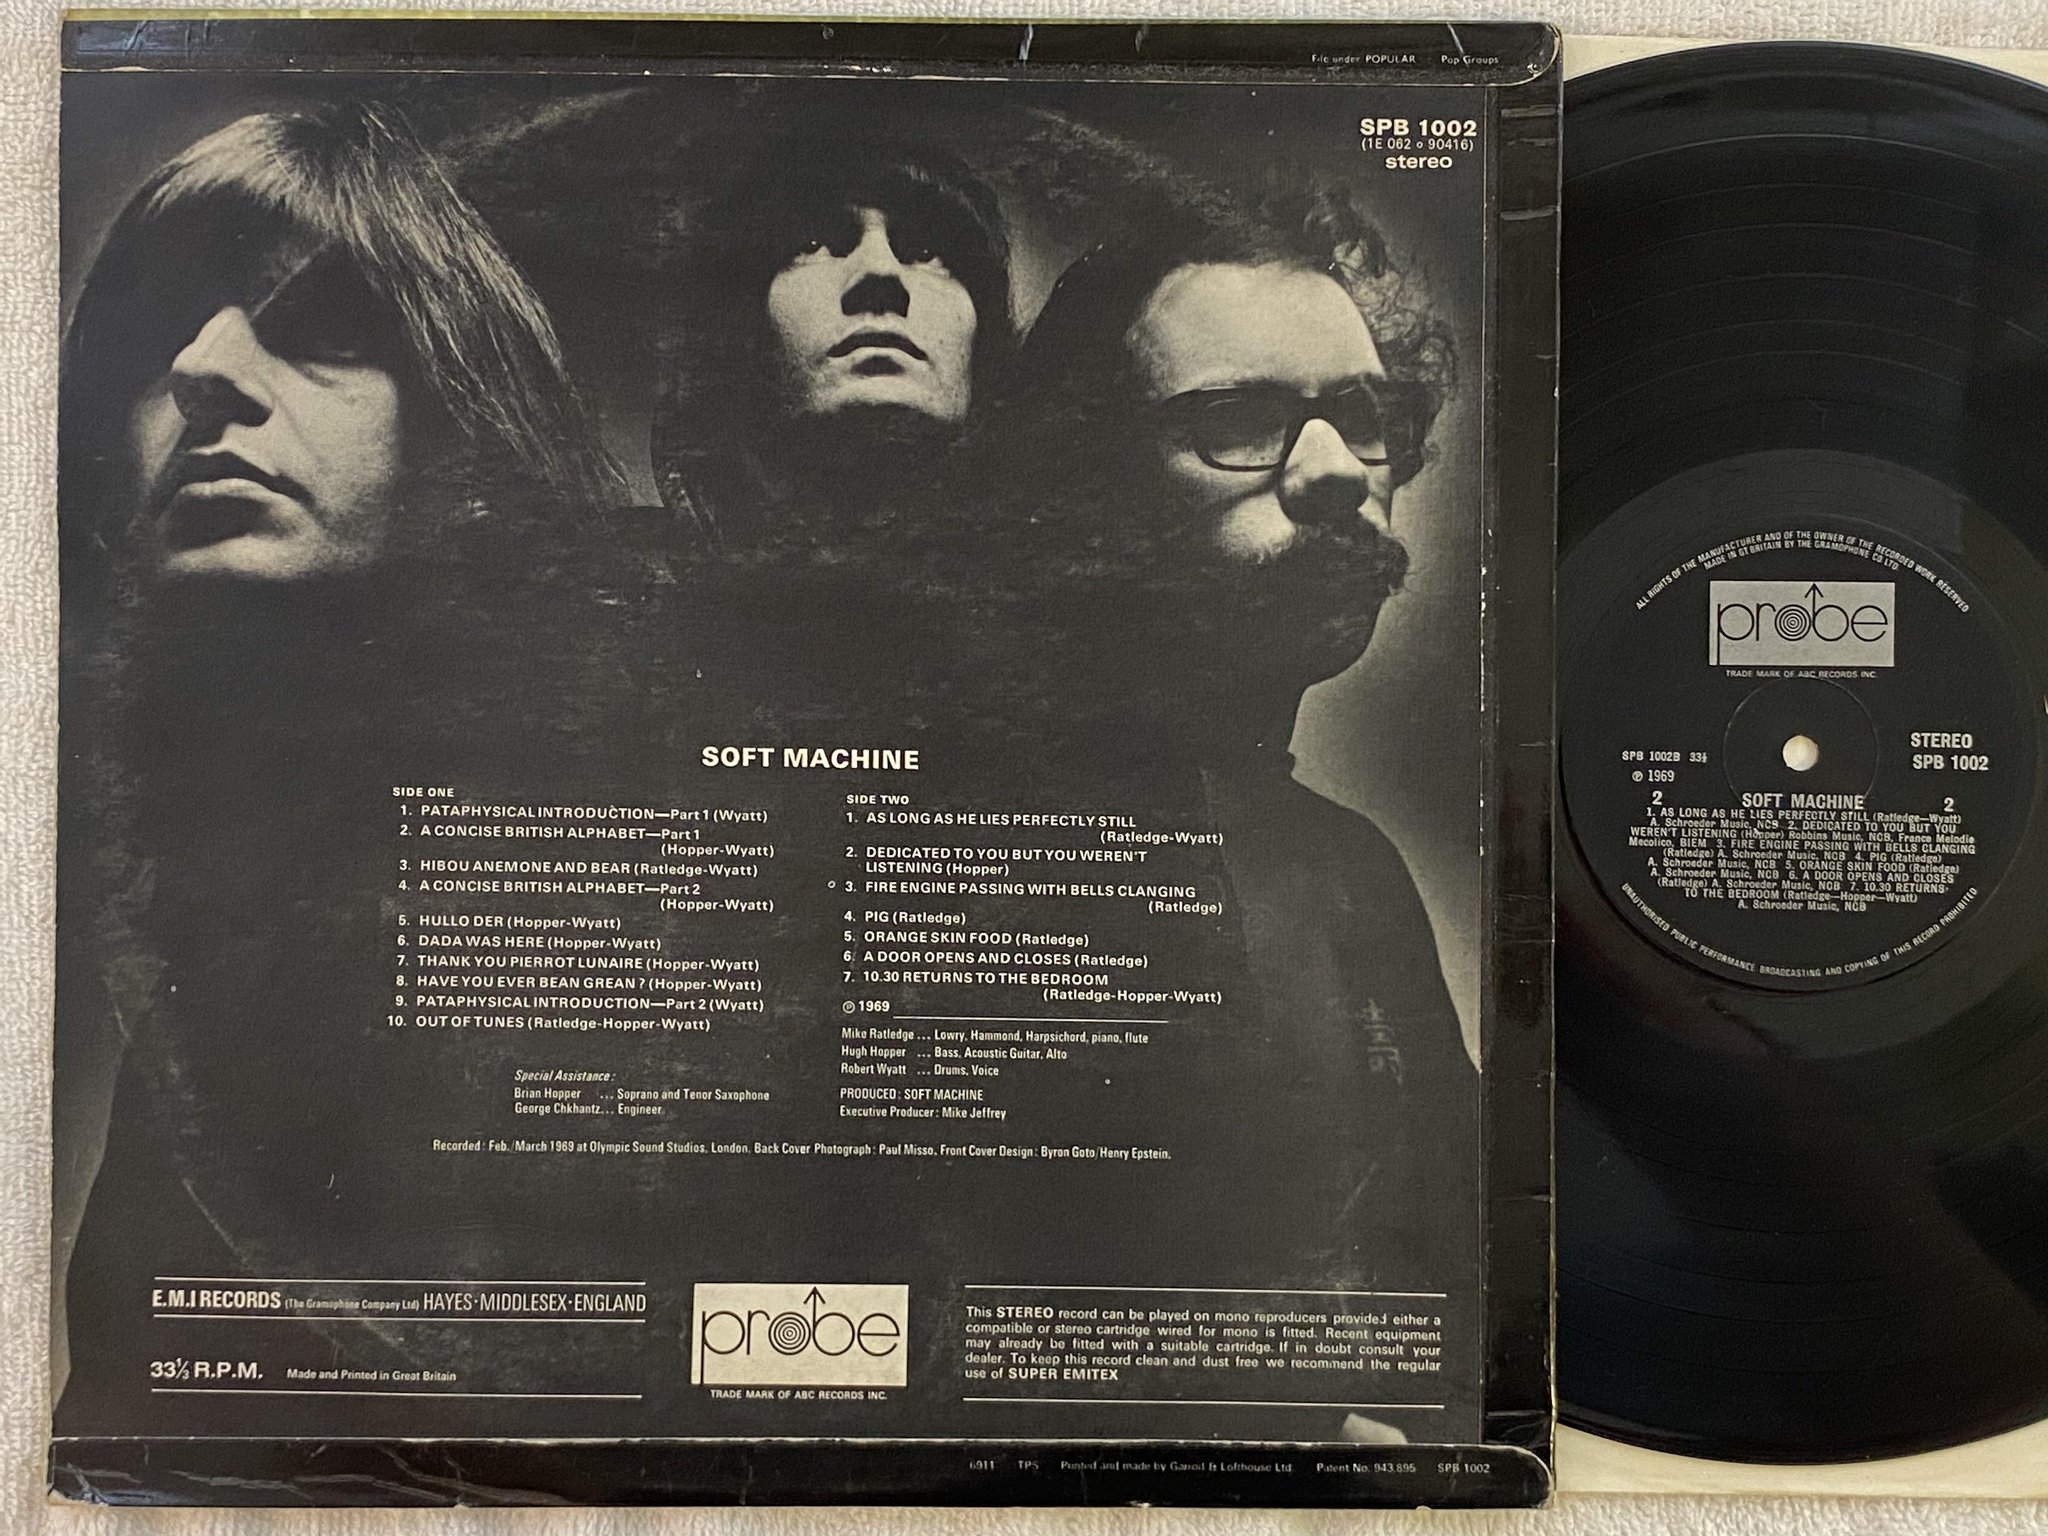 File under POPULAR Pop Groups
SPB 1002
(1E 062 o 90416)
stereo
SOFT MACHINE
SIDE ONE
1. PATAPHYSICAL INTRODUCTION—Part 1 (Wyatt)
2. A CONCISE BRITISH ALPHABET—Part 1
(Hopper-Wyatt)
3. HIBOU ANEMONE AND BEAR (Ratledge-Wyatt)
4. A CONCISE BRITISH ALPHABET—Part 2
(Hopper-Wyatt)
5. HULLO DER (Hopper-Wyatt)
6. DADA WAS HERE (Hopper-Wyatt)
7. THANK YOU PIERROT LUNAIRE (Hopper-Wyatt)
8. HAVE YOU EVER BEAN GREAN ? (Hopper-Wyatt)
9. PATAPHYSICAL INTRODUCTION—Part 2 (Wyatt)
10. OUT OF TUNES (Ratledge-Hopper-Wyatt)
Special Assistance:
Brian Hopper ... Soprano and Tenor Saxophone
George Chkhantz... Engineer
SIDE TWO
1. AS LONG AS HE LIES PERFECTLY STILL
(Ratledge-Wyatt)
2. DEDICATED TO YOU BUT YOU WEREN'T
LISTENING (Hopper)
3. FIRE ENGINE PASSING WITH BELLS CLANGING
(Ratledge)
4. PIG (Ratledge)
5. ORANGE SKIN FOOD (Ratledge)
6. A DOOR OPENS AND CLOSES (Ratledge)
7. 10.30 RETURNS TO THE BEDROOM
(Ratledge-Hopper-Wyatt)
℗ 1969
Mike Ratledge ... Lowry, Hammond, Harpsichord, piano, flute
Hugh Hopper ... Bass, Acoustic Guitar, Alto
Robert Wyatt ... Drums, Voice
PRODUCED: SOFT MACHINE
Executive Producer: Mike Jeffrey
Recorded: Feb./March 1969 at Olympic Sound Studios, London. Back Cover Photograph: Paul Misso, Front Cover Design: Byron Goto/Henry Epstein.
E.M.I RECORDS (The Gramophone Company Ltd) HAYES·MIDDLESEX·ENGLAND
33⅓ R.P.M. Made and Printed in Great Britain
probe
TRADE MARK OF ABC RECORDS INC.
This STEREO record can be played on mono reproducers provided either a
compatible or stereo cartridge wired for mono is fitted. Recent equipment
may already be fitted with a suitable cartridge. If in doubt consult your
dealer. To keep this record clean and dust free we recommend the regular
use of SUPER EMITEX
6911 TPS Printed and made by Garrod & Lofthouse Ltd. Patent No. 943,895 SPB 1002
ALL RIGHTS OF THE MANUFACTURER AND OF THE OWNER OF THE RECORDED WORK RESERVED
MADE IN GT BRITAIN BY THE GRAMOPHONE CO LTD.
probe
TRADE MARK OF ABC RECORDS INC.
SPB 1002B 33⅓
℗ 1969
STEREO
SPB 1002
2 SOFT MACHINE 2
1. AS LONG AS HE LIES PERFECTLY STILL (Ratledge—Wyatt)
A. Schroeder Music, NCB 2. DEDICATED TO YOU BUT YOU
WEREN'T LISTENING (Hopper) Robbins Music, NCB, France Melodie
Mecolico, BIEM 3. FIRE ENGINE PASSING WITH BELLS CLANGING
(Ratledge) A. Schroeder Music, NCB 4. PIG (Ratledge)
A. Schroeder Music, NCB 5. ORANGE SKIN FOOD (Ratledge)
A. Schroeder Music, NCB 6. A DOOR OPENS AND CLOSES
(Ratledge) A. Schroeder Music, NCB 7. 10.30 RETURNS
TO THE BEDROOM (Ratledge—Hopper—Wyatt)
A. Schroeder Music, NCB
UNAUTHORISED PUBLIC PERFORMANCE BROADCASTING AND COPYING OF THIS RECORD PROHIBITED